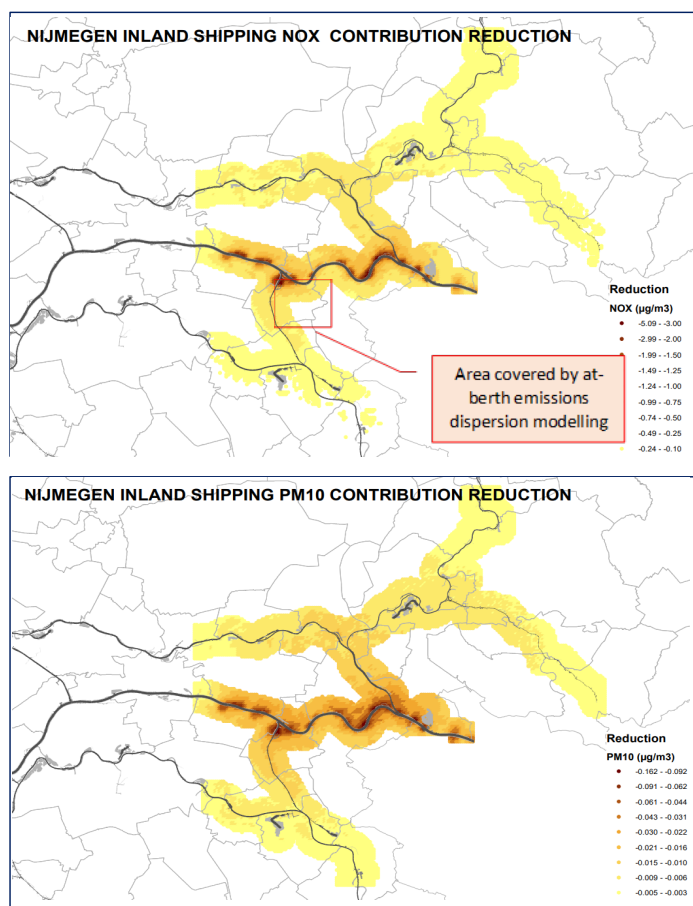 NIJMEGEN INLAND SHIPPING NOX CONTRIBUTION REDUCTION
Reduction
NOX (µg/m3)
-5.09 - -3.00
-2.99 - -2.00
-1.99 - -1.50
-1.49 - -1.25
-1.24 - -1.00
-0.99 - -0.75
-0.74 - -0.50
-0.49 - -0.25
-0.24 - -0.10
Area covered by at-
berth emissions
dispersion modelling
NIJMEGEN INLAND SHIPPING PM10 CONTRIBUTION REDUCTION
Reduction
PM10 (µg/m3)
-0.162 - -0.092
-0.091 - -0.062
-0.061 - -0.044
-0.043 - -0.031
-0.030 - -0.022
-0.021 - -0.016
-0.015 - -0.010
-0.009 - -0.006
-0.005 - -0.003